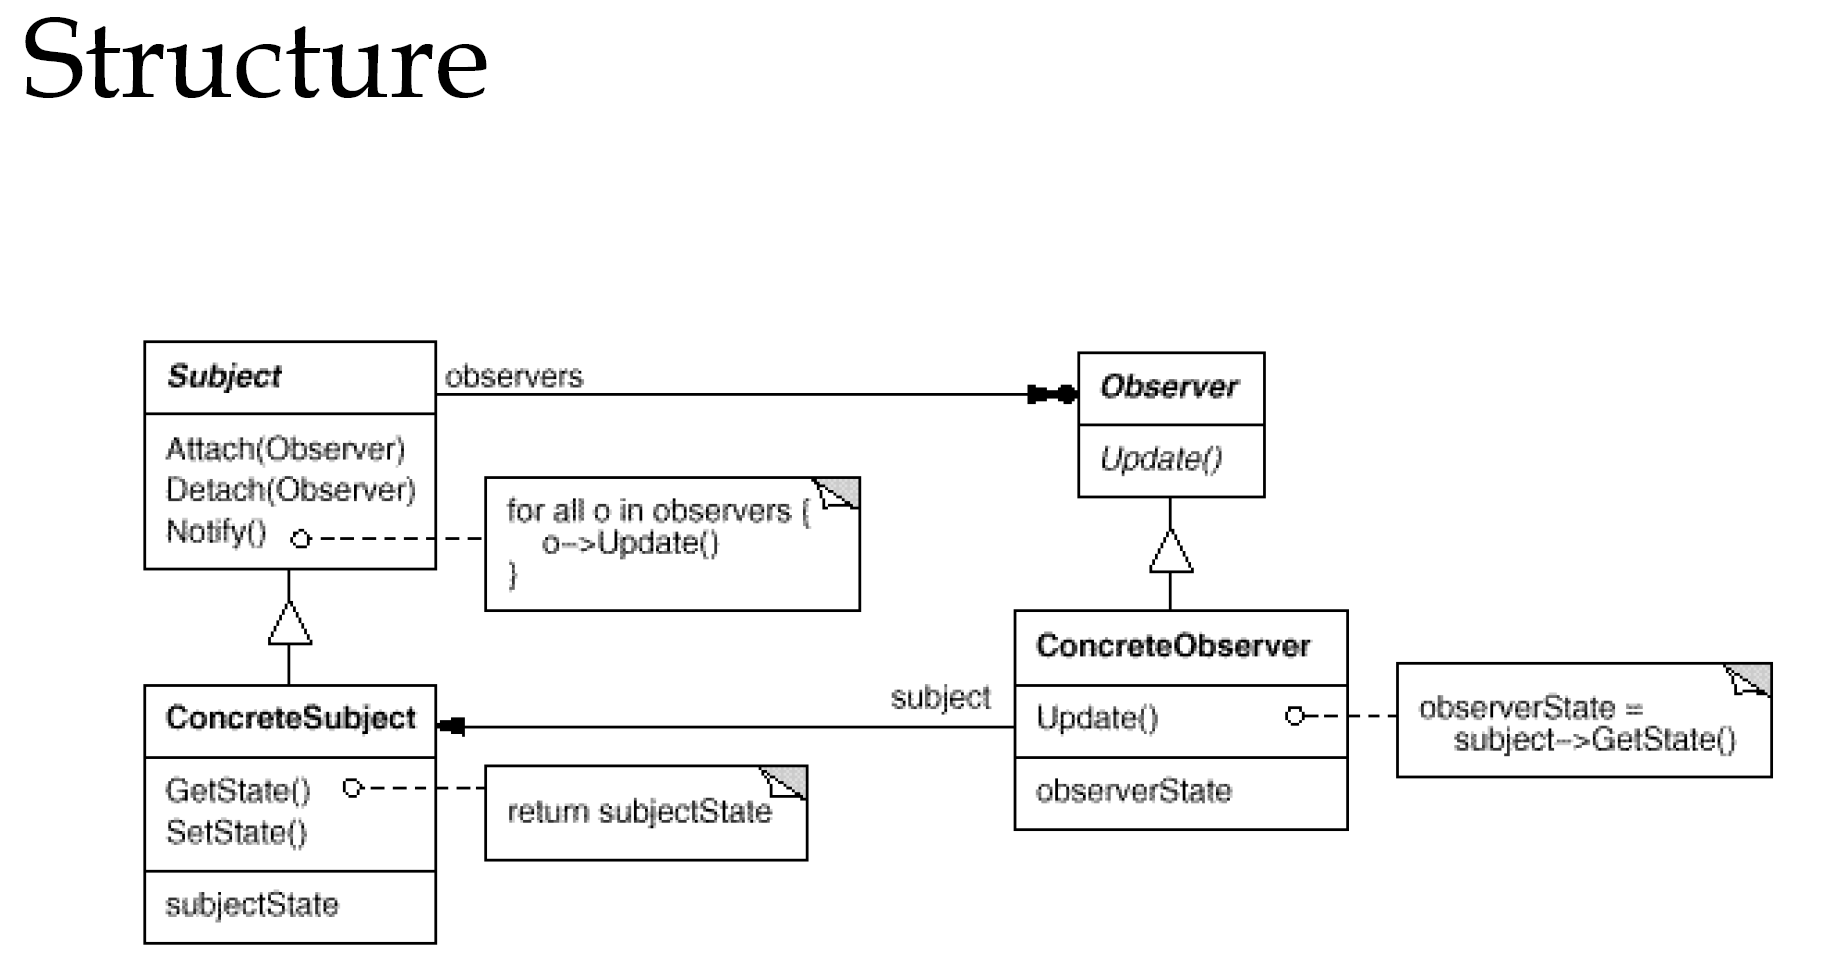 Structure
Subject
Attach(Observer)
Detach(Observer)
Notify()
observers
for all o in observers {
o–>Update()
}
Observer
Update()
ConcreteSubject
GetState()
SetState()
subjectState
return subjectState
subject
ConcreteObserver
Update()
observerState
observerState =
subject–>GetState()